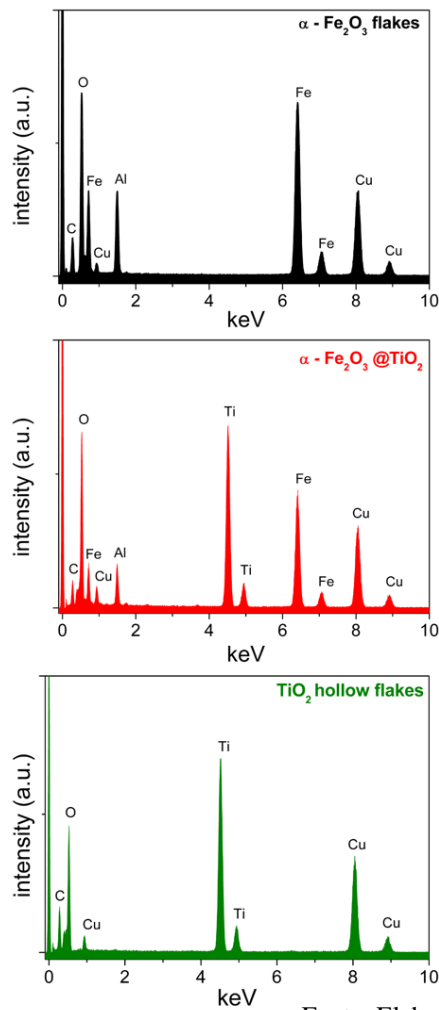 α - Fe₂O₃ flakes
intensity (a.u.)
O
Fe
Fe
Al
Cu
C
Cu
Fe
Cu
0 2 4 6 8 10
keV
α - Fe₂O₃ @TiO₂
intensity (a.u.)
O
Ti
Fe
Cu
Fe
Al
C
Cu
Ti
Fe
Cu
0 2 4 6 8 10
keV
TiO₂ hollow flakes
intensity (a.u.)
Ti
O
Cu
C
Ti
Cu
Cu
0 2 4 6 8 10
keV